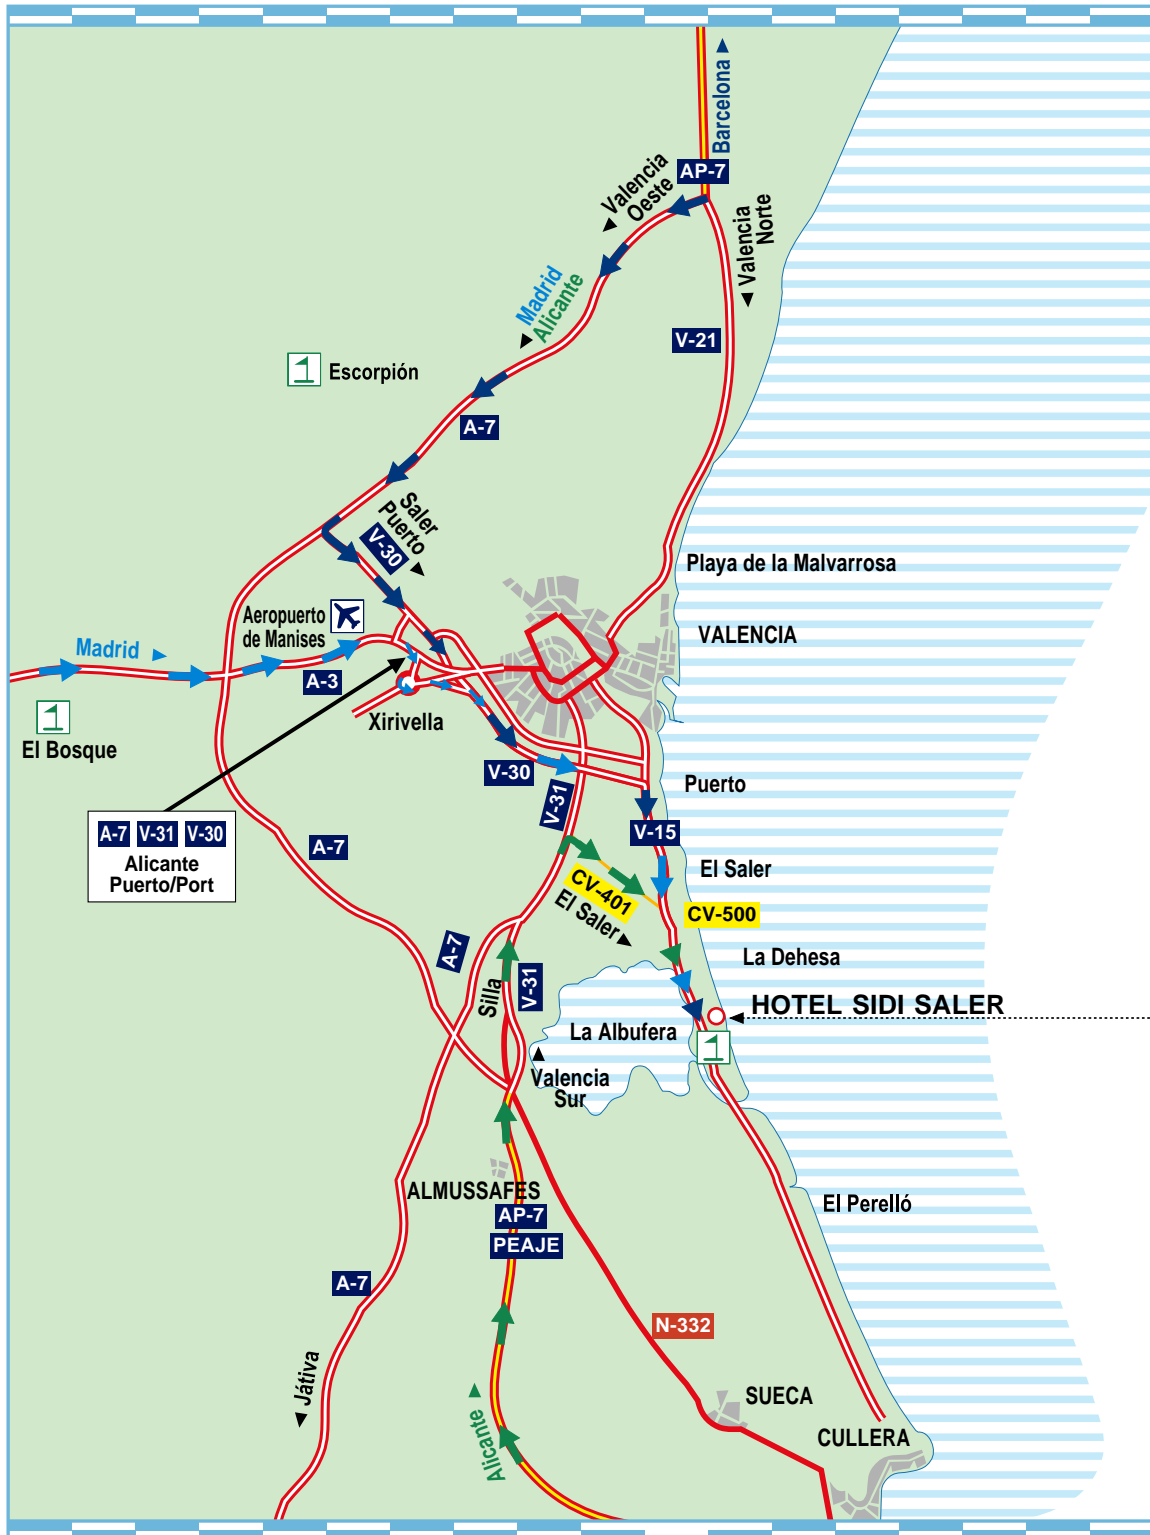 Barcelona
AP-7
Valencia
Oeste
Valencia
Norte
Madrid
Alicante
V-21
Escorpión
A-7
Saler
Puerto
V-30
Playa de la Malvarrosa
Aeropuerto
de Manises
VALENCIA
Madrid
A-3
Xirivella
El Bosque
V-30
Puerto
V-31
A-7 V-31 V-30
Alicante
Puerto/Port
V-15
A-7
El Saler
CV-401
El Saler
CV-500
A-7
La Dehesa
Silla
V-31
HOTEL SIDI SALER
La Albufera
Valencia
Sur
ALMUSSAFES
El Perelló
AP-7
PEAJE
A-7
N-332
Játiva
SUECA
Alicante
CULLERA